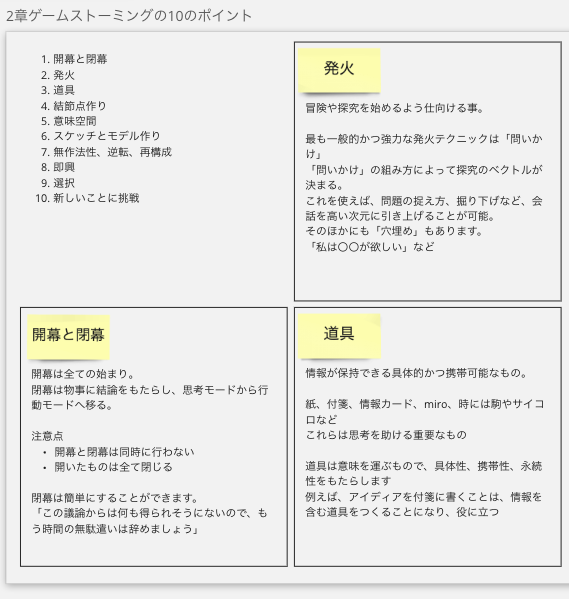 2章ゲームストーミングの10のポイント
1. 開幕と閉幕
2. 発火
3. 道具
4. 結節点作り
5. 意味空間
6. スケッチとモデル作り
7. 無作法性、逆転、再構成
8. 即興
9. 選択
10. 新しいことに挑戦
発火
冒険や探究を始めるよう仕向ける事。
最も一般的かつ強力な発火テクニックは「問いか
け」
「問いかけ」の組み方によって探究のベクトルが
決まる。
これを使えば、問題の捉え方、掘り下げなど、会
話を高い次元に引き上げることが可能。
そのほかにも「穴埋め」もあります。
「私は〇〇が欲しい」など
開幕と閉幕
開幕は全ての始まり。
閉幕は物事に結論をもたらし、思考モードから行
動モードへ移る。
注意点
• 開幕と閉幕は同時に行わない
• 開いたものは全て閉じる
閉幕は簡単にすることができます。
「この議論からは何も得られそうにないので、も
う時間の無駄遣いは辞めましょう」
道具
情報が保持できる具体的かつ携帯可能なもの。
紙、付箋、情報カード、miro、時には駒やサイコ
ロなど
これらは思考を助ける重要なもの
道具は意味を運ぶもので、具体性、携帯性、永続
性をもたらします
例えば、アイディアを付箋に書くことは、情報を
含む道具をつくることになり、役に立つ